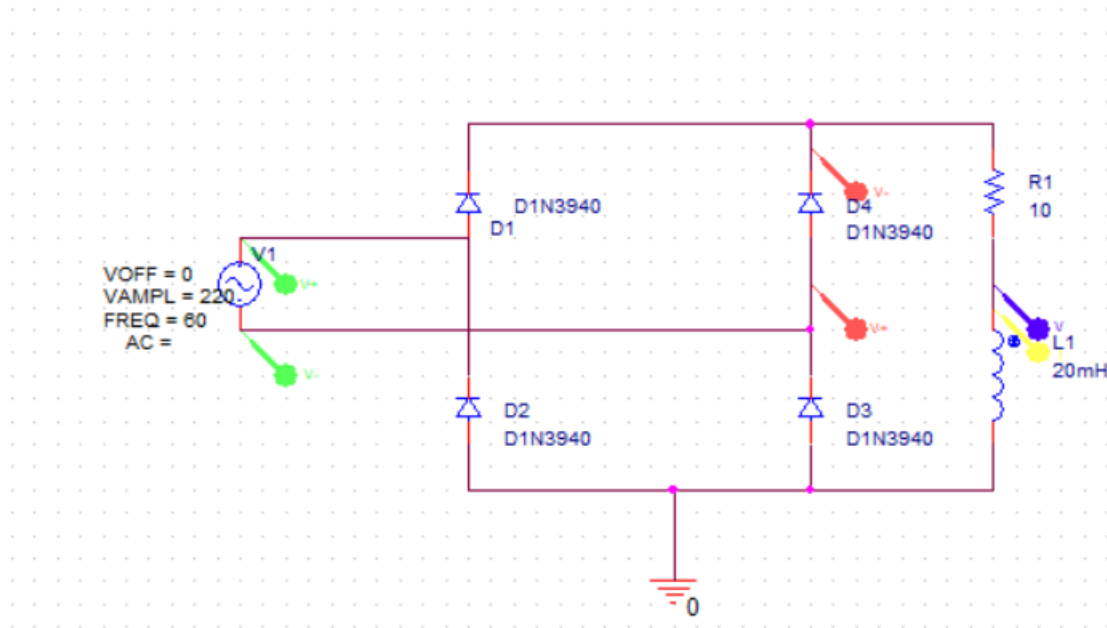 D1N3940
D1
V1
VOFF = 0
VAMPL = 220
FREQ = 60
AC =
V+
V-
V-
D4
D1N3940
V+
R1
10
V
L1
20mH
D2
D1N3940
D3
D1N3940
0